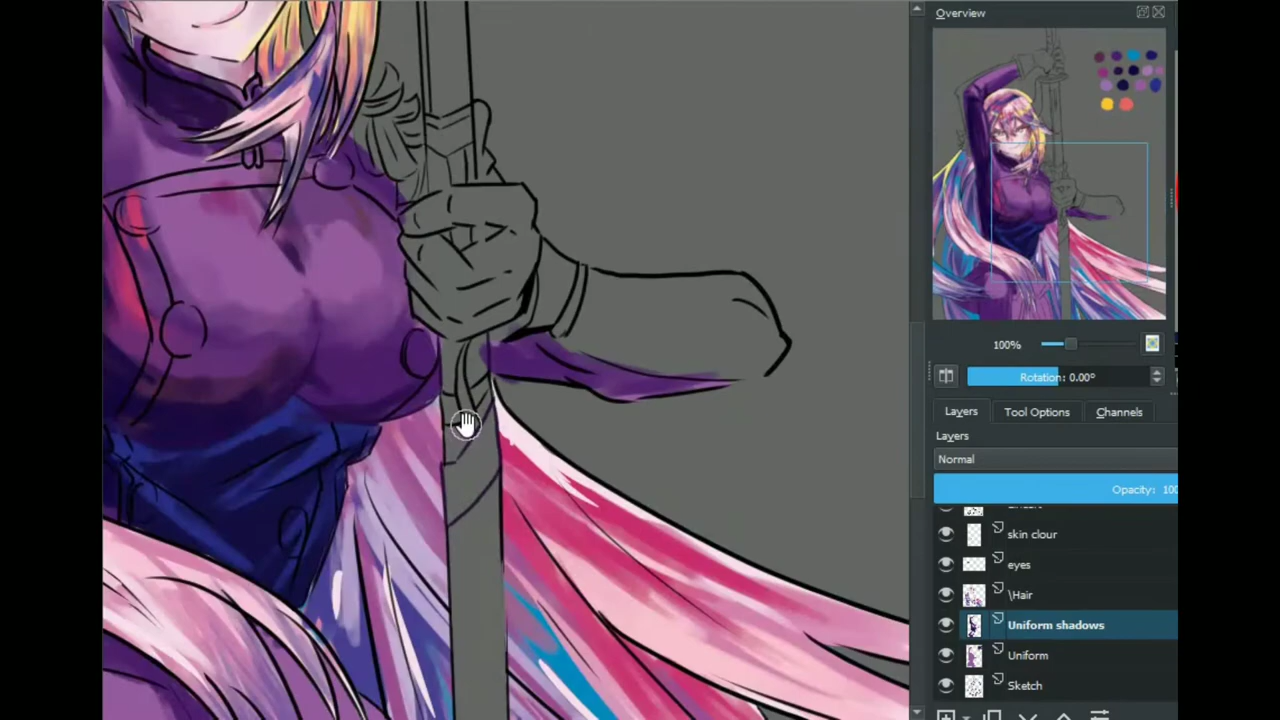 Overview
100%
Rotation: 0.00°
Layers
Tool Options
Channels
Layers
Normal
Opacity: 100
skin clour
eyes
\Hair
Uniform shadows
Uniform
Sketch